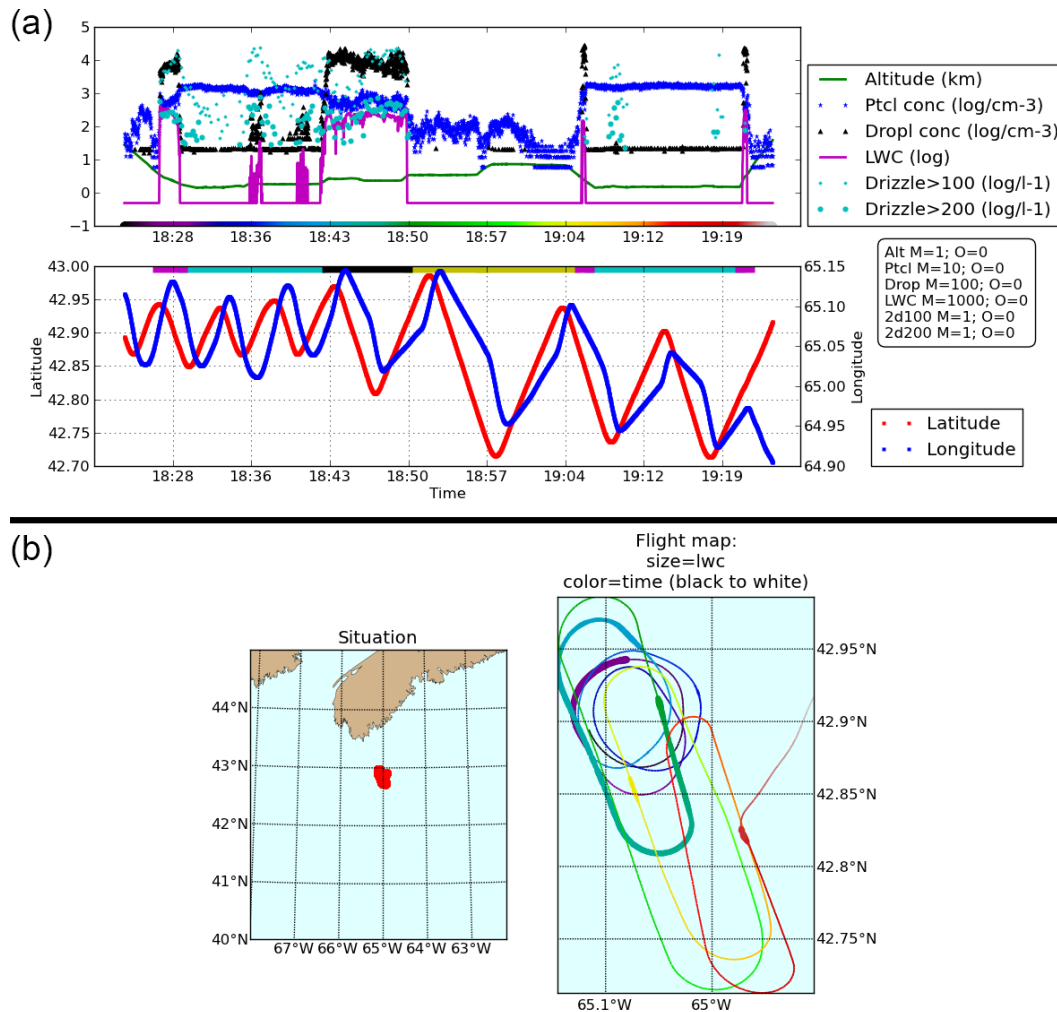 (a)
5
4
3
2
1
0
−1
18:28
18:36
18:43
18:50
18:57
19:04
19:12
19:19
Altitude (km)
Ptcl conc (log/cm-3)
Dropl conc (log/cm-3)
LWC (log)
Drizzle>100 (log/l-1)
Drizzle>200 (log/l-1)
Alt M=1; O=0
Ptcl M=10; O=0
Drop M=100; O=0
LWC M=1000; O=0
2d100 M=1; O=0
2d200 M=1; O=0
43.00
42.95
42.90
42.85
42.80
42.75
42.70
Latitude
65.15
65.10
65.05
65.00
64.95
64.90
Longitude
18:28
18:36
18:43
18:50
18:57
19:04
19:12
19:19
Time
Latitude
Longitude
(b)
Situation
44°N
43°N
42°N
41°N
40°N
67°W 66°W 65°W 64°W 63°W
Flight map:
size=lwc
color=time (black to white)
42.95°N
42.9°N
42.85°N
42.8°N
42.75°N
65.1°W
65°W